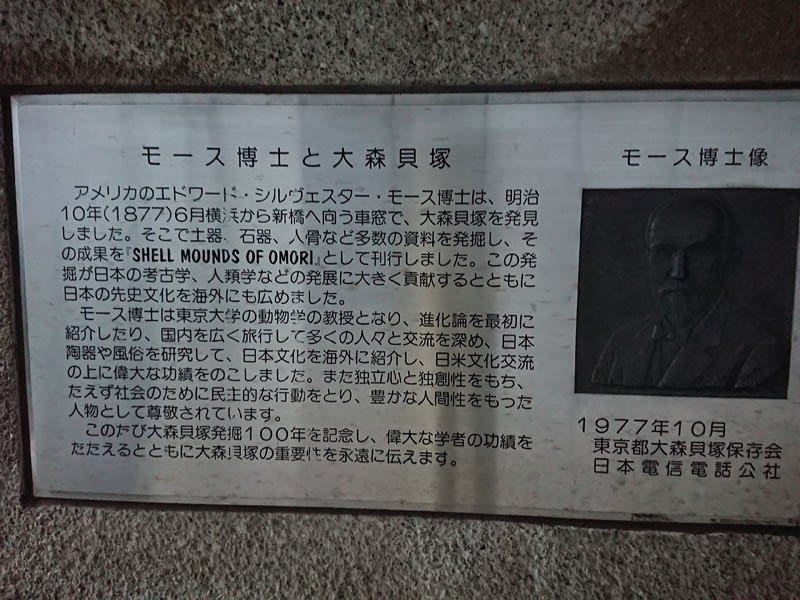 モース博士と大森貝塚
アメリカのエドワード・シルヴェスター・モース博士は、明治
10年(1877)6月横浜から新橋へ向う車窓で、大森貝塚を発見
しました。そこで土器、石器、人骨など多数の資料を発掘し、そ
の成果を『SHELL MOUNDS OF OMORI』として刊行しました。この発
掘が日本の考古学、人類学などの発展に大きく貢献するとともに
日本の先史文化を海外にも広めました。
モース博士は東京大学の動物学の教授となり、進化論を最初に
紹介したり、国内を広く旅行して多くの人々と交流を深め、日本
陶器や風俗を研究して、日本文化を海外に紹介し、日米文化交流
の上に偉大な功績をのこしました。また独立心と独創性をもち、
たえず社会のために民主的な行動をとり、豊かな人間性をもった
人物として尊敬されています。
このたび大森貝塚発掘100年を記念し、偉大な学者の功績を
たたえるとともに大森貝塚の重要性を永遠に伝えます。
モース博士像
1977年10月
東京都大森貝塚保存会
日本電信電話公社